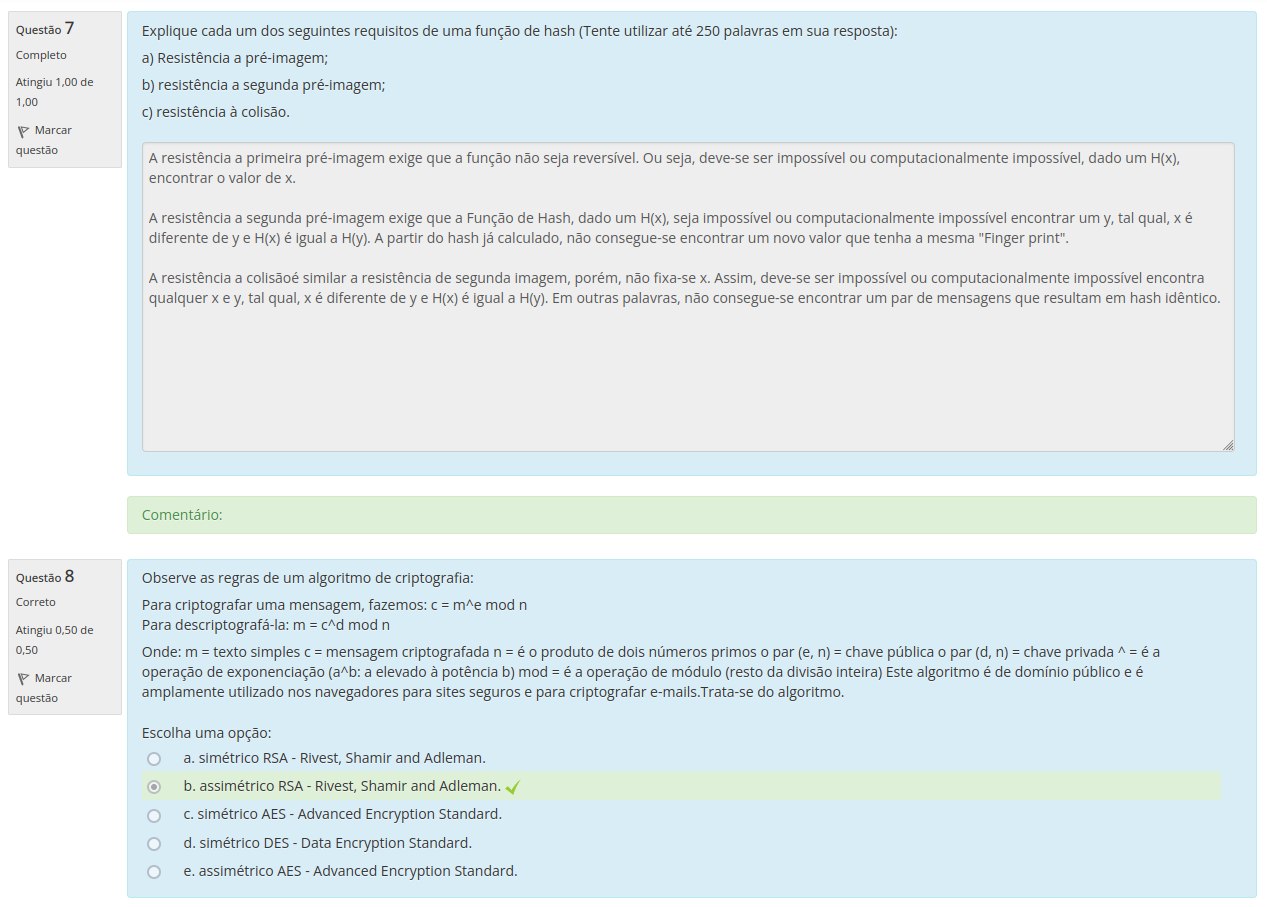 Questão 7
Completo
Atingiu 1,00 de
1,00
Marcar
questão
Explique cada um dos seguintes requisitos de uma função de hash (Tente utilizar até 250 palavras em sua resposta):
a) Resistência a pré-imagem;
b) resistência a segunda pré-imagem;
c) resistência à colisão.
A resistência a primeira pré-imagem exige que a função não seja reversível. Ou seja, deve-se ser impossível ou computacionalmente impossível, dado um H(x),
encontrar o valor de x.
A resistência a segunda pré-imagem exige que a Função de Hash, dado um H(x), seja impossível ou computacionalmente impossível encontrar um y, tal qual, x é
diferente de y e H(x) é igual a H(y). A partir do hash já calculado, não consegue-se encontrar um novo valor que tenha a mesma "Finger print".
A resistência a colisãoé similar a resistência de segunda imagem, porém, não fixa-se x. Assim, deve-se ser impossível ou computacionalmente impossível encontra
qualquer x e y, tal qual, x é diferente de y e H(x) é igual a H(y). Em outras palavras, não consegue-se encontrar um par de mensagens que resultam em hash idêntico.
Comentário:
Questão 8
Correto
Atingiu 0,50 de
0,50
Marcar
questão
Observe as regras de um algoritmo de criptografia:
Para criptografar uma mensagem, fazemos: c = m^e mod n
Para descriptografá-la: m = c^d mod n
Onde: m = texto simples c = mensagem criptografada n = é o produto de dois números primos o par (e, n) = chave pública o par (d, n) = chave privada ^ = é a
operação de exponenciação (a^b: a elevado à potência b) mod = é a operação de módulo (resto da divisão inteira) Este algoritmo é de domínio público e é
amplamente utilizado nos navegadores para sites seguros e para criptografar e-mails.Trata-se do algoritmo.
Escolha uma opção:
a. simétrico RSA - Rivest, Shamir and Adleman.
b. assimétrico RSA - Rivest, Shamir and Adleman.
c. simétrico AES - Advanced Encryption Standard.
d. simétrico DES - Data Encryption Standard.
e. assimétrico AES - Advanced Encryption Standard.